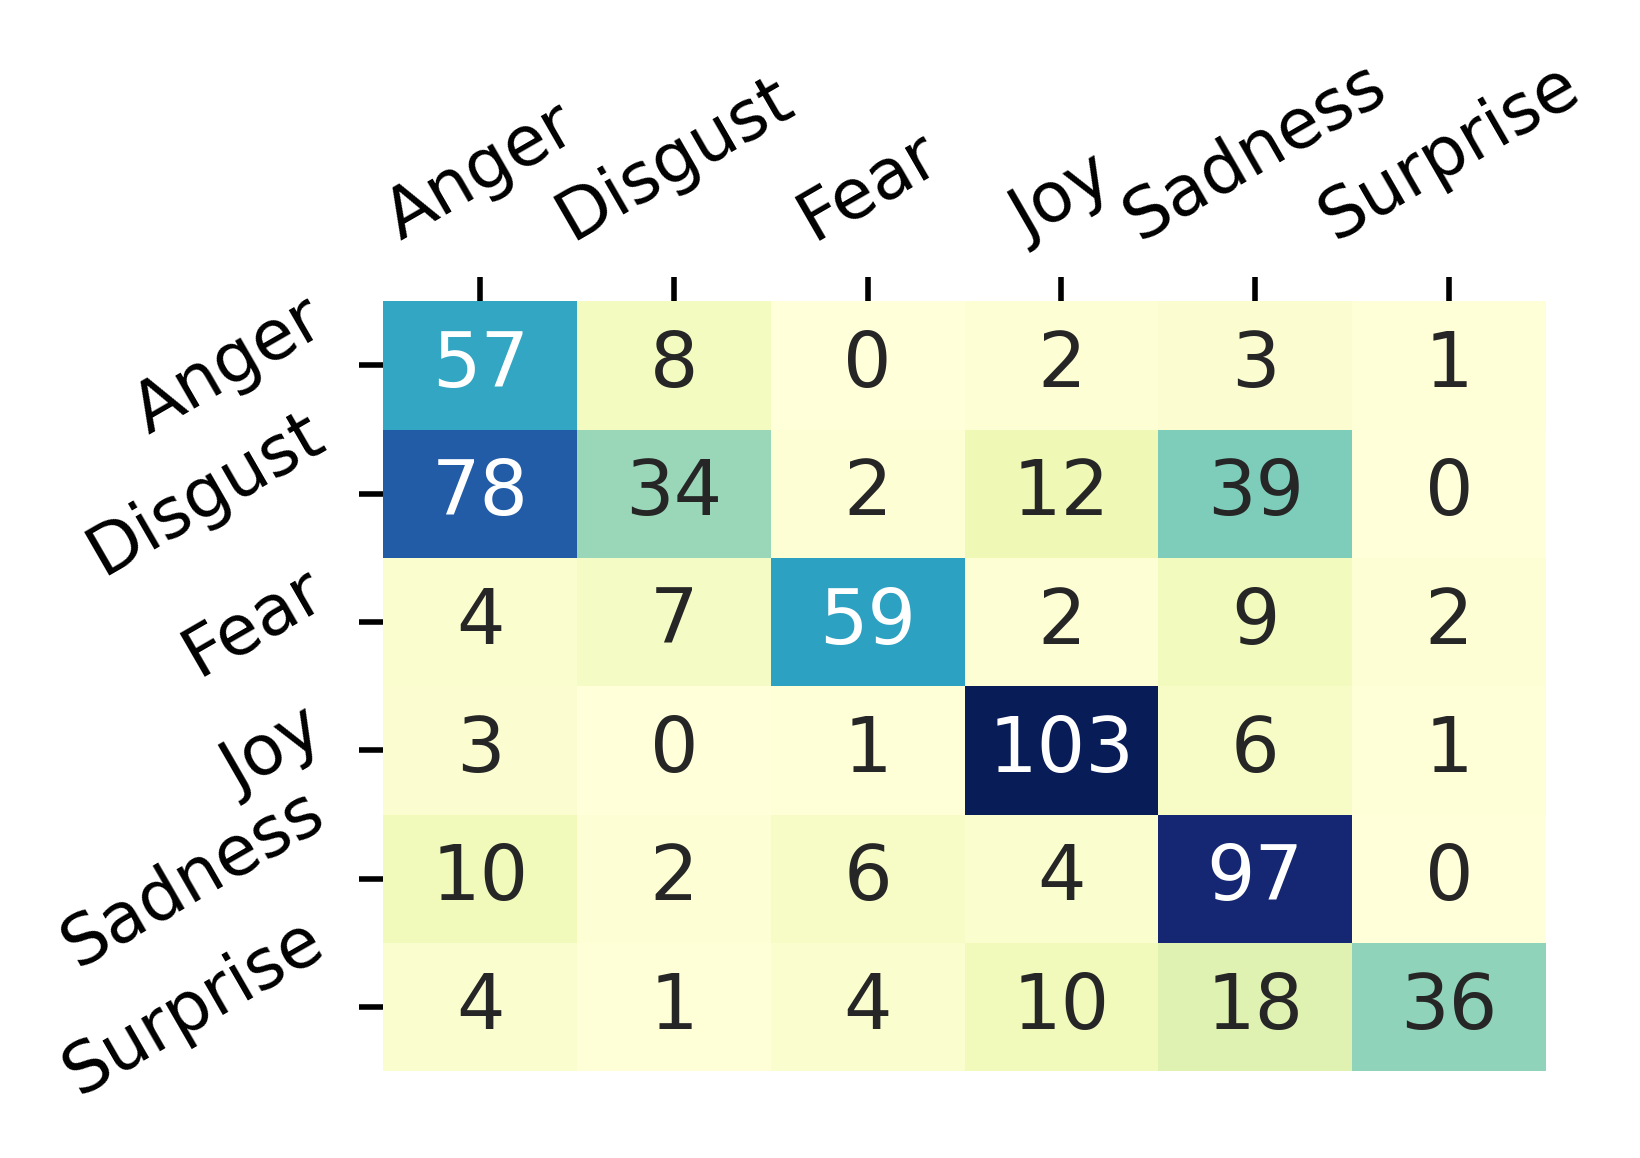 Anger Disgust Fear Joy Sadness Surprise
Anger 57 8 0 2 3 1
Disgust 78 34 2 12 39 0
Fear 4 7 59 2 9 2
Joy 3 0 1 103 6 1
Sadness 10 2 6 4 97 0
Surprise 4 1 4 10 18 36